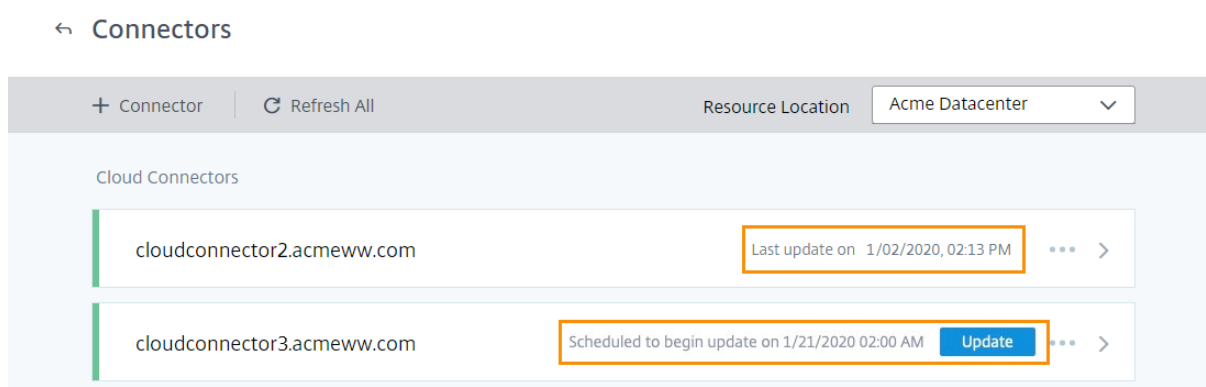 Connectors
+ Connector Refresh All Resource Location Acme Datacenter
Cloud Connectors
cloudconnector2.acmeww.com Last update on 1/02/2020, 02:13 PM
cloudconnector3.acmeww.com Scheduled to begin update on 1/21/2020 02:00 AM Update